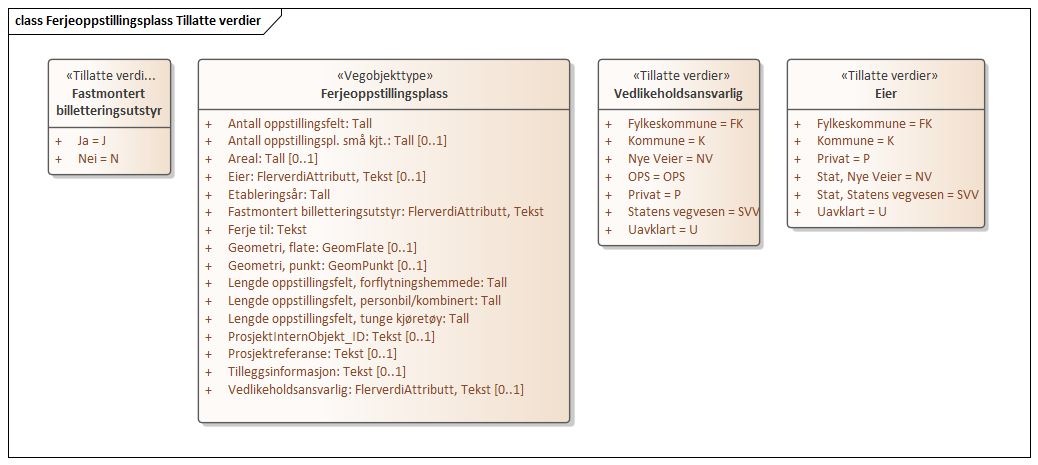 class Ferjeoppstillingsplass Tillatte verdier
«Tillatte verdi...
Fastmontert
billetteringsutstyr
+ Ja = J
+ Nei = N
«Vegobjekttype»
Ferjeoppstillingsplass
+ Antall oppstillingsfelt: Tall
+ Antall oppstillingspl. små kjt.: Tall [0..1]
+ Areal: Tall [0..1]
+ Eier: FlerverdiAttributt, Tekst [0..1]
+ Etableringsår: Tall
+ Fastmontert billetteringsutstyr: FlerverdiAttributt, Tekst
+ Ferje til: Tekst
+ Geometri, flate: GeomFlate [0..1]
+ Geometri, punkt: GeomPunkt [0..1]
+ Lengde oppstillingsfelt, forflytningshemmede: Tall
+ Lengde oppstillingsfelt, personbil/kombinert: Tall
+ Lengde oppstillingsfelt, tunge kjøretøy: Tall
+ ProsjektInternObjekt_ID: Tekst [0..1]
+ Prosjektreferanse: Tekst [0..1]
+ Tilleggsinformasjon: Tekst [0..1]
+ Vedlikeholdsansvarlig: FlerverdiAttributt, Tekst [0..1]
«Tillatte verdier»
Vedlikeholdsansvarlig
+ Fylkeskommune = FK
+ Kommune = K
+ Nye Veier = NV
+ OPS = OPS
+ Privat = P
+ Statens vegvesen = SVV
+ Uavklart = U
«Tillatte verdier»
Eier
+ Fylkeskommune = FK
+ Kommune = K
+ Privat = P
+ Stat, Nye Veier = NV
+ Stat, Statens vegvesen = SVV
+ Uavklart = U